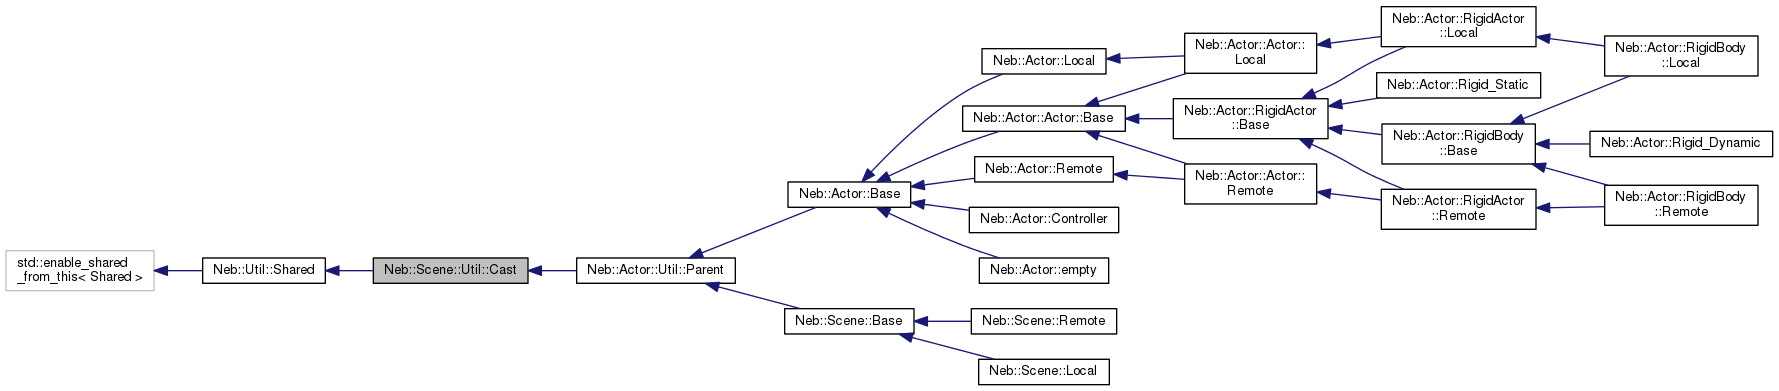 std::enable_shared
_from_this< Shared >
Neb::Util::Shared
Neb::Scene::Util::Cast
Neb::Actor::Util::Parent
Neb::Actor::Base
Neb::Scene::Base
Neb::Actor::Local
Neb::Actor::Actor::Base
Neb::Actor::Remote
Neb::Actor::Controller
Neb::Actor::empty
Neb::Scene::Remote
Neb::Scene::Local
Neb::Actor::Actor::
Local
Neb::Actor::RigidActor
::Base
Neb::Actor::Actor::
Remote
Neb::Actor::RigidActor
::Local
Neb::Actor::Rigid_Static
Neb::Actor::RigidBody
::Base
Neb::Actor::RigidActor
::Remote
Neb::Actor::RigidBody
::Local
Neb::Actor::Rigid_Dynamic
Neb::Actor::RigidBody
::Remote